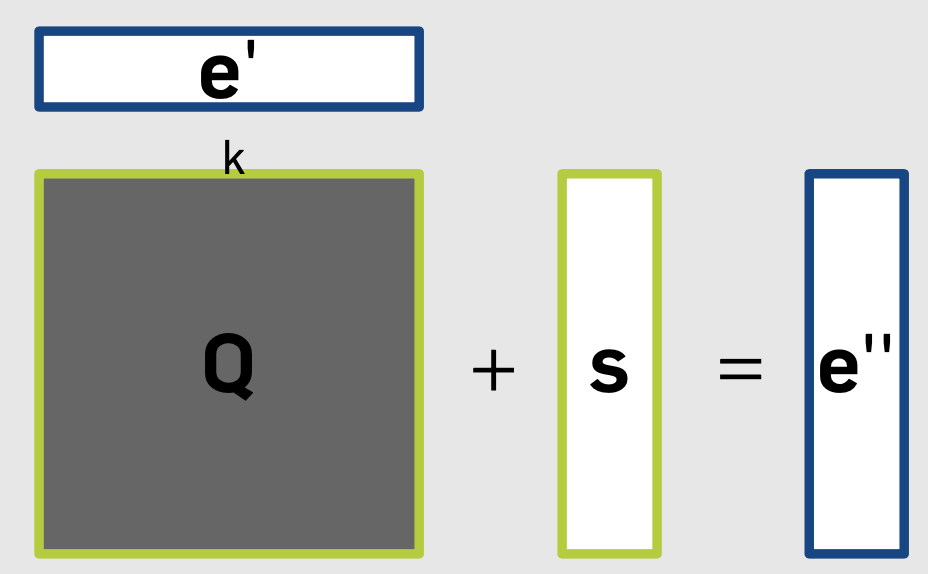 e'
k
Q + s = e''